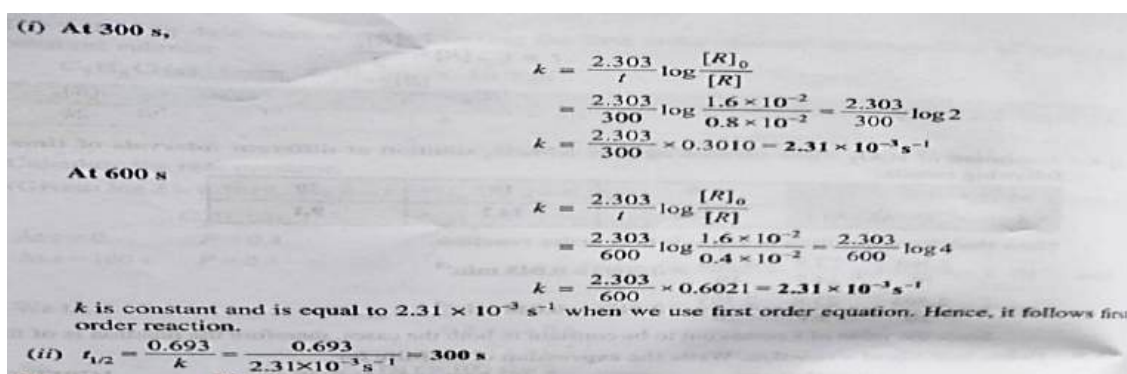 (i) At 300 s,
k = 2.303/t log [R]₀/[R]
= 2.303/300 log 1.6 × 10⁻²/0.8 × 10⁻² = 2.303/300 log 2
k = 2.303/300 × 0.3010 = 2.31 × 10⁻³ s⁻¹
At 600 s
k = 2.303/t log [R]₀/[R]
= 2.303/600 log 1.6 × 10⁻²/0.4 × 10⁻² = 2.303/600 log 4
k = 2.303/600 × 0.6021 = 2.31 × 10⁻³ s⁻¹
k is constant and is equal to 2.31 × 10⁻³ s⁻¹ when we use first order equation. Hence, it follows
order reaction.
(ii) t₁/₂ = 0.693/k = 0.693/2.31×10⁻³ s⁻¹ = 300 s